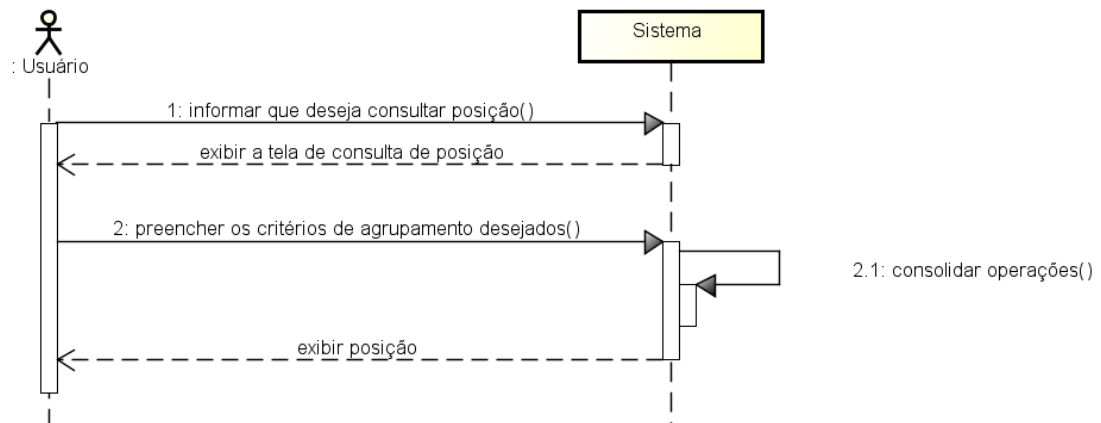 Sistema
: Usuário
1: informar que deseja consultar posição()
exibir a tela de consulta de posição
2: preencher os critérios de agrupamento desejados()
2.1: consolidar operações()
exibir posição